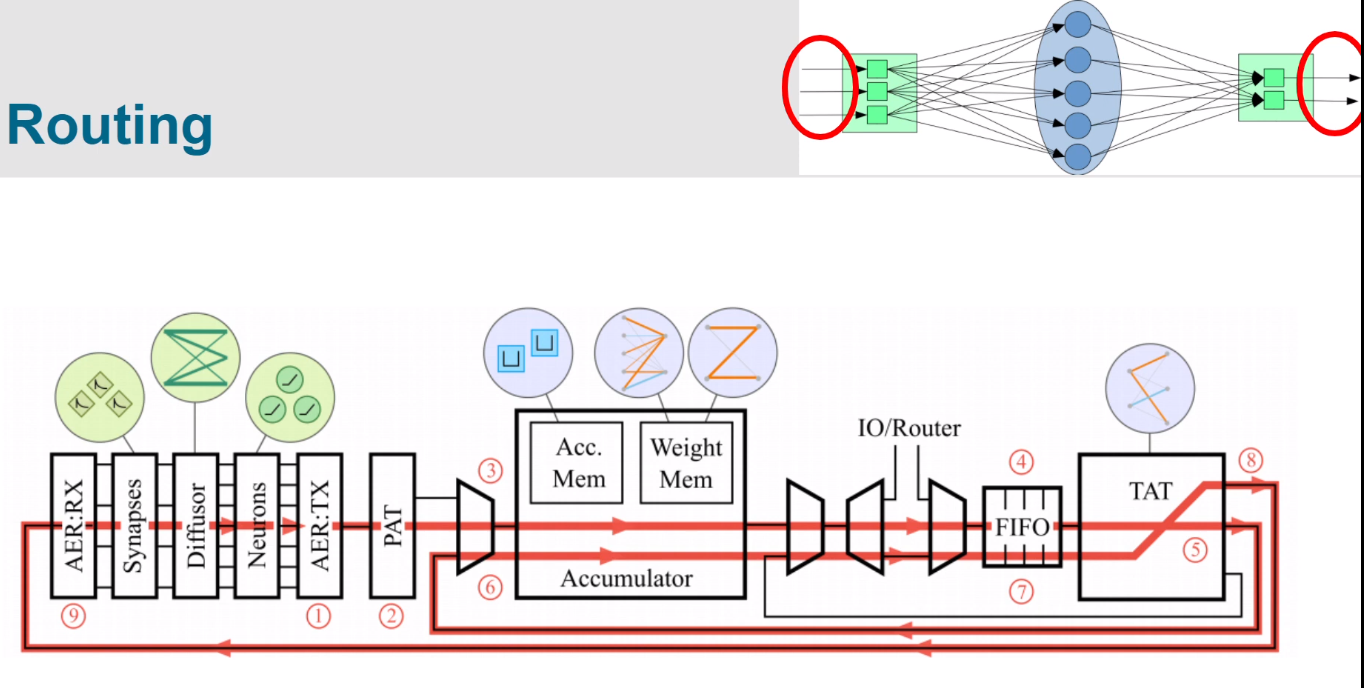 Routing
IO/Router
Acc.
Mem
Weight
Mem
③
④
⑧
AER:RX
Synapses
Diffusor
Neurons
AER:TX
PAT
FIFO
TAT
⑤
Accumulator
⑥
⑦
⑨
①
②